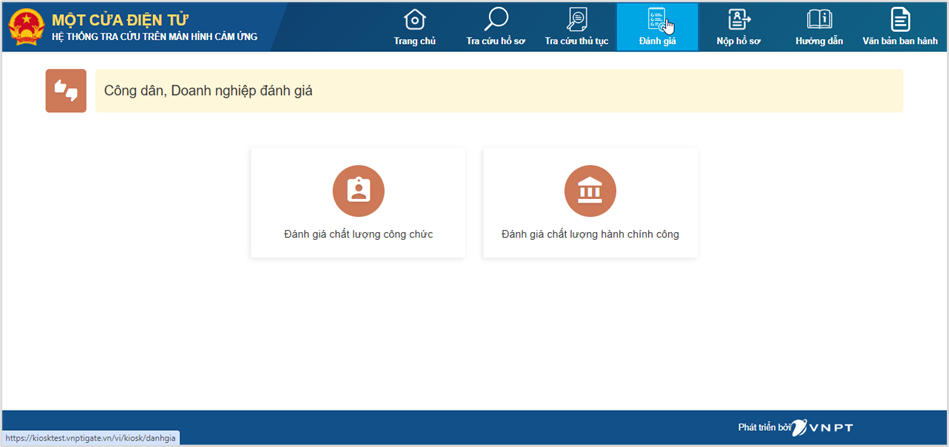 MỘT CỬA ĐIỆN TỬ
HỆ THỐNG TRA CỨU TRÊN MÀN HÌNH CẢM ỨNG
Trang chủ
Tra cứu hồ sơ
Tra cứu thủ tục
Đánh giá
Nộp hồ sơ
Hướng dẫn
Văn bản ban hành
Công dân, Doanh nghiệp đánh giá
Đánh giá chất lượng công chức
Đánh giá chất lượng hành chính công
Phát triển bởi VNPT
https://kiosktest.vnptigate.vn/vi/kiosk/danhgia